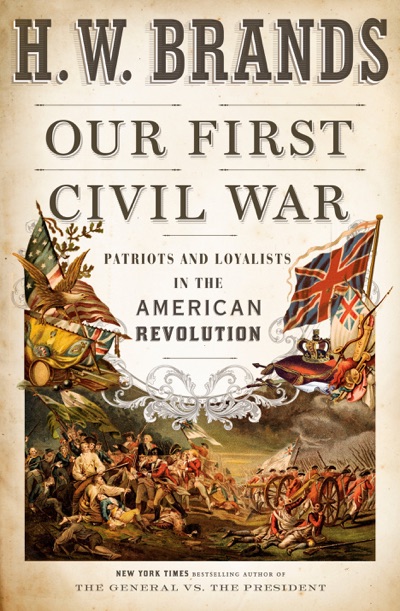 H. W. BRANDS
OUR FIRST
CIVIL WAR
PATRIOTS AND LOYALISTS
IN THE
AMERICAN
REVOLUTION
NEW YORK TIMES BESTSELLING AUTHOR OF
THE GENERAL VS. THE PRESIDENT